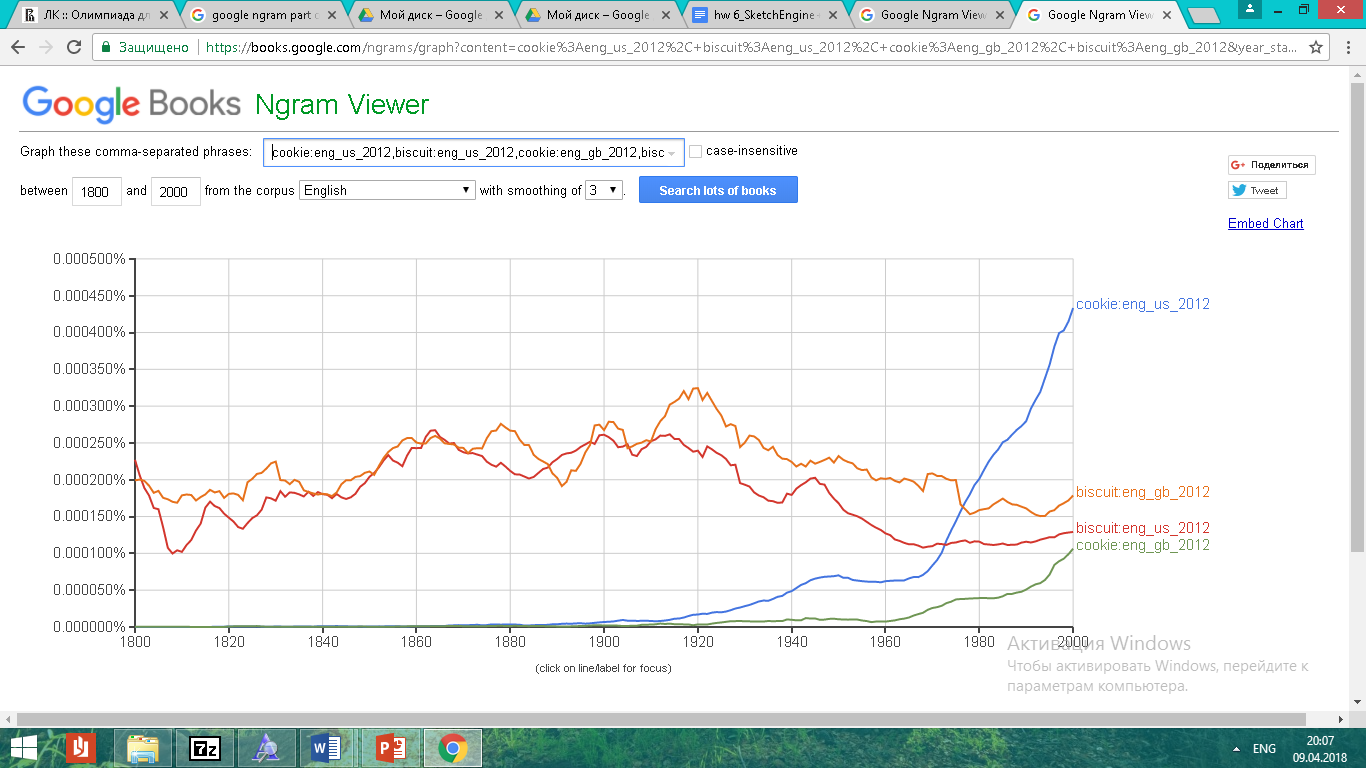 ЛК :: Олимпиада дл
google ngram part o
Мой диск – Google
Мой диск – Google
hw 6_SketchEngine
Google Ngram View
Google Ngram View
Защищено
https://books.google.com/ngrams/graph?content=cookie%3Aeng_us_2012%2C+biscuit%3Aeng_us_2012%2C+cookie%3Aeng_gb_2012%2C+biscuit%3Aeng_gb_2012&year_sta...
Google Books Ngram Viewer
Graph these comma-separated phrases: cookie:eng_us_2012,biscuit:eng_us_2012,cookie:eng_gb_2012,bisc case-insensitive
between 1800 and 2000 from the corpus English with smoothing of 3 . Search lots of books
G+ Поделиться
Tweet
Embed Chart
0.000500%
0.000450%
0.000400%
0.000350%
0.000300%
0.000250%
0.000200%
0.000150%
0.000100%
0.000050%
0.000000%
cookie:eng_us_2012
biscuit:eng_gb_2012
biscuit:eng_us_2012
cookie:eng_gb_2012
1800 1820 1840 1860 1880 1900 1920 1940 1960 1980 2000
(click on line/label for focus)
Активация Windows
Чтобы активировать Windows, перейдите к
параметрам компьютера.
7z
ENG
20:07
09.04.2018